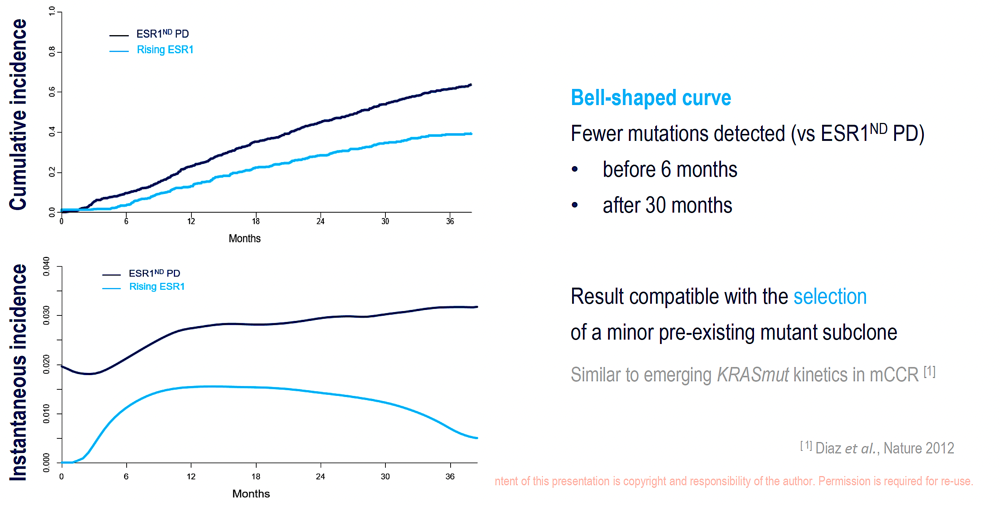 Cumulative incidence
1.0
0.8
0.6
0.4
0.2
0.0
ESR1ND PD
Rising ESR1
0 6 12 18 24 30 36
Months
Instantaneous incidence
0.040
0.030
0.020
0.010
0.000
ESR1ND PD
Rising ESR1
0 6 12 18 24 30 36
Months
Bell-shaped curve
Fewer mutations detected (vs ESR1ND PD)
• before 6 months
• after 30 months
Result compatible with the selection
of a minor pre-existing mutant subclone
Similar to emerging KRASmut kinetics in mCCR [1]
[1] Diaz et al., Nature 2012
ntent of this presentation is copyright and responsibility of the author. Permission is required for re-use.